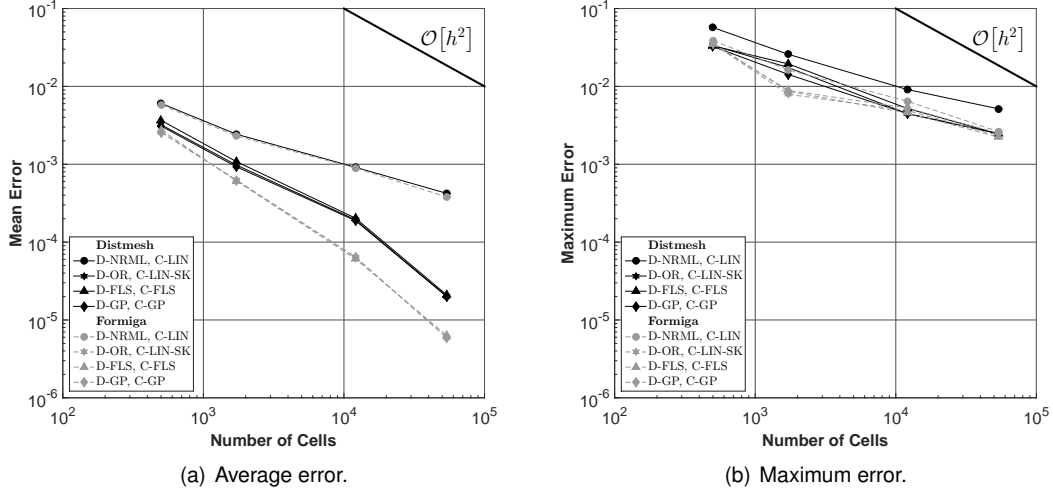 10^-1
10^-2
10^-3
10^-4
10^-5
10^-6
Mean Error
O[h^2]
Distmesh
D-NRML, C-LIN
D-OR, C-LIN-SK
D-FLS, C-FLS
D-GP, C-GP
Formiga
D-NRML, C-LIN
D-OR, C-LIN-SK
D-FLS, C-FLS
D-GP, C-GP
10^2
10^3
10^4
10^5
Number of Cells
(a) Average error.
10^-1
10^-2
10^-3
10^-4
10^-5
10^-6
Maximum Error
O[h^2]
Distmesh
D-NRML, C-LIN
D-OR, C-LIN-SK
D-FLS, C-FLS
D-GP, C-GP
Formiga
D-NRML, C-LIN
D-OR, C-LIN-SK
D-FLS, C-FLS
D-GP, C-GP
10^2
10^3
10^4
10^5
Number of Cells
(b) Maximum error.